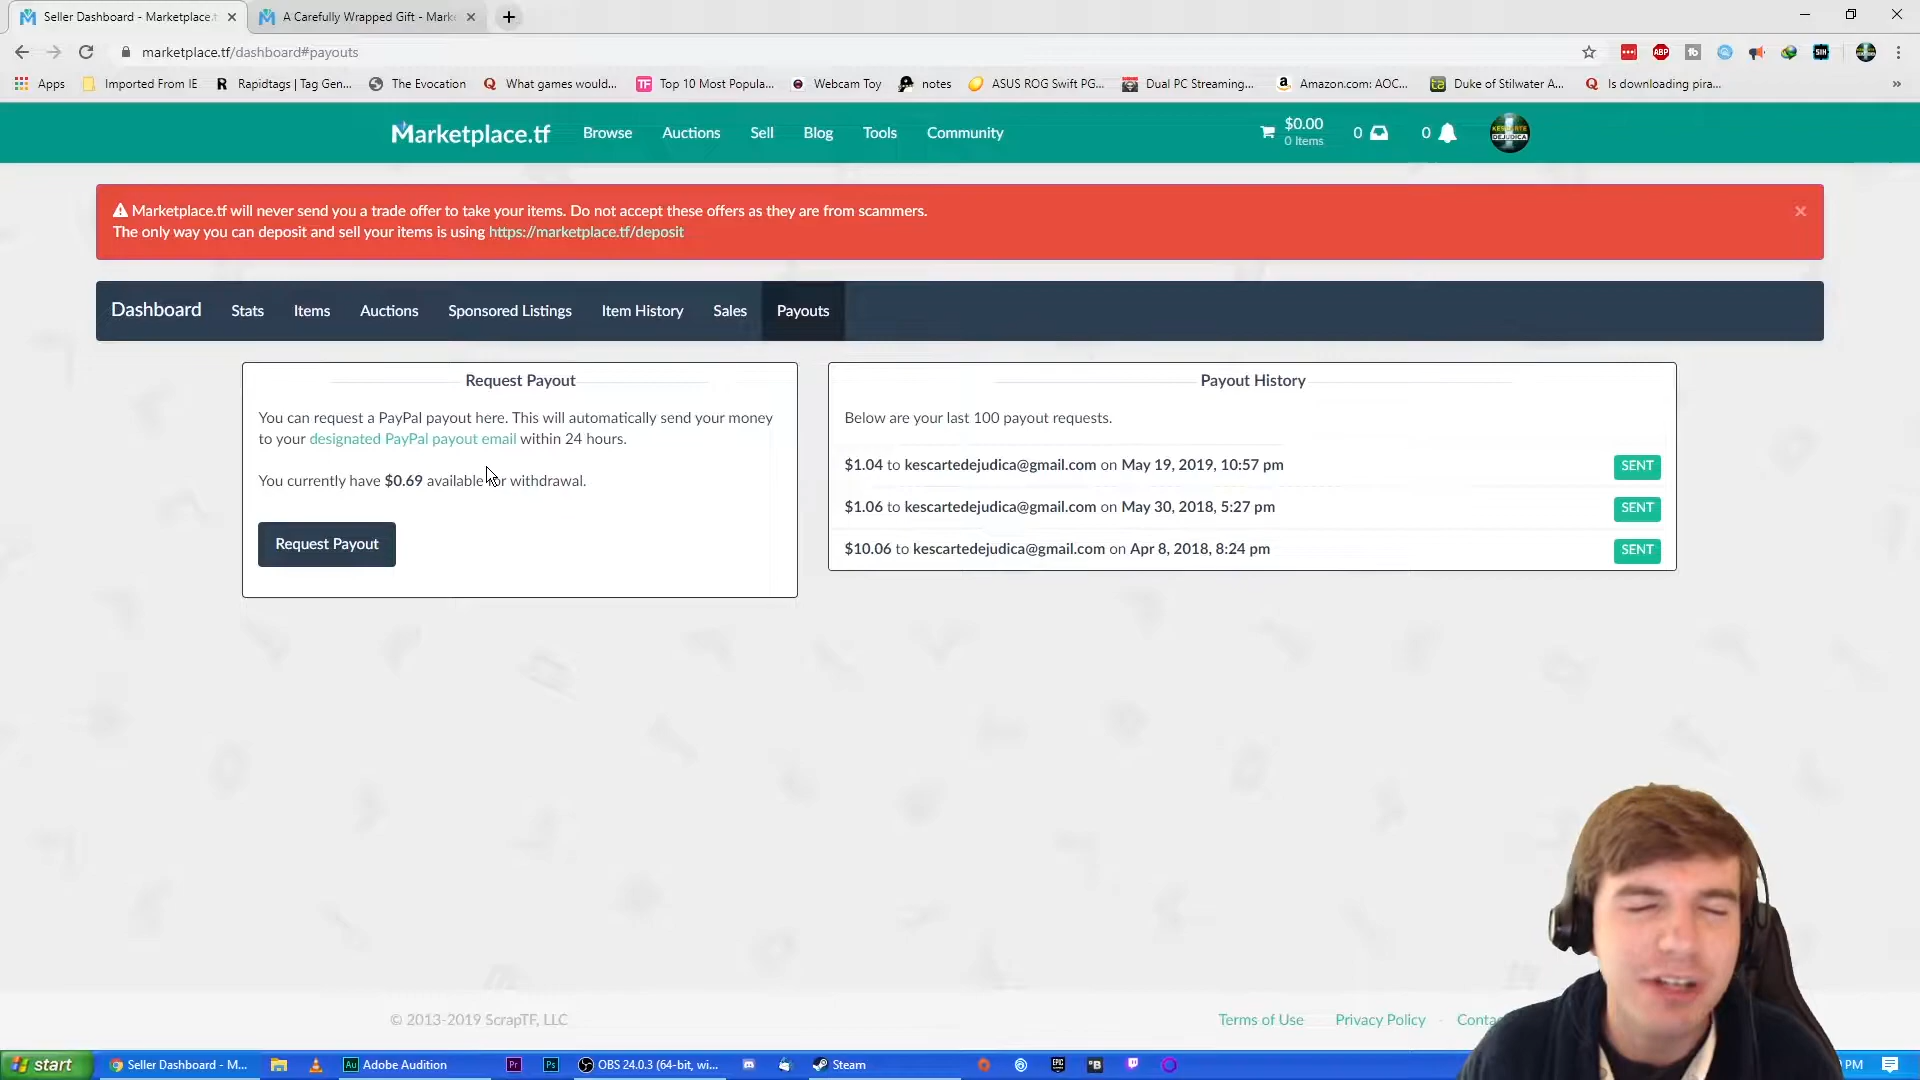 Seller Dashboard - Marketplace.t
A Carefully Wrapped Gift - Mark
marketplace.tf/dashboard#payouts
Apps
Imported From IE
Rapidtags | Tag Gen...
The Evocation
What games would...
Top 10 Most Popula...
Webcam Toy
notes
ASUS ROG Swift PG...
Dual PC Streaming...
Amazon.com: AOC...
Duke of Stilwater A...
Is downloading pira...
Marketplace.tf
Browse
Auctions
Sell
Blog
Tools
Community
$0.00
0 Items
0
0
Marketplace.tf will never send you a trade offer to take your items. Do not accept these offers as they are from scammers.
The only way you can deposit and sell your items is using https://marketplace.tf/deposit
Dashboard
Stats
Items
Auctions
Sponsored Listings
Item History
Sales
Payouts
Request Payout
You can request a PayPal payout here. This will automatically send your money
to your designated PayPal payout email within 24 hours.
You currently have $0.69 available or withdrawal.
Request Payout
Payout History
Below are your last 100 payout requests.
$1.04 to kescartedejudica@gmail.com on May 19, 2019, 10:57 pm
SENT
$1.06 to kescartedejudica@gmail.com on May 30, 2018, 5:27 pm
SENT
$10.06 to kescartedejudica@gmail.com on Apr 8, 2018, 8:24 pm
SENT
© 2013-2019 ScrapTF, LLC
Terms of Use
Privacy Policy
Conta
start
Seller Dashboard - M...
Adobe Audition
OBS 24.0.3 (64-bit, wi...
Steam
PM